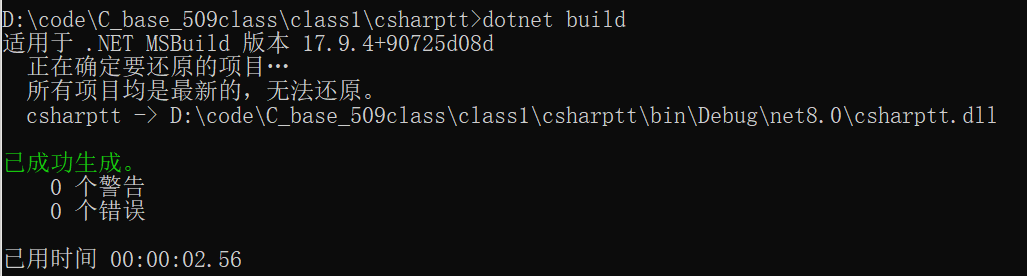 D:\code\C_base_509class\class1\csharptt>dotnet build
适用于 .NET MSBuild 版本 17.9.4+90725d08d
正在确定要还原的项目…
所有项目均是最新的，无法还原。
csharptt -> D:\code\C_base_509class\class1\csharptt\bin\Debug\net8.0\csharptt.dll
已成功生成。
0 个警告
0 个错误
已用时间 00:00:02.56